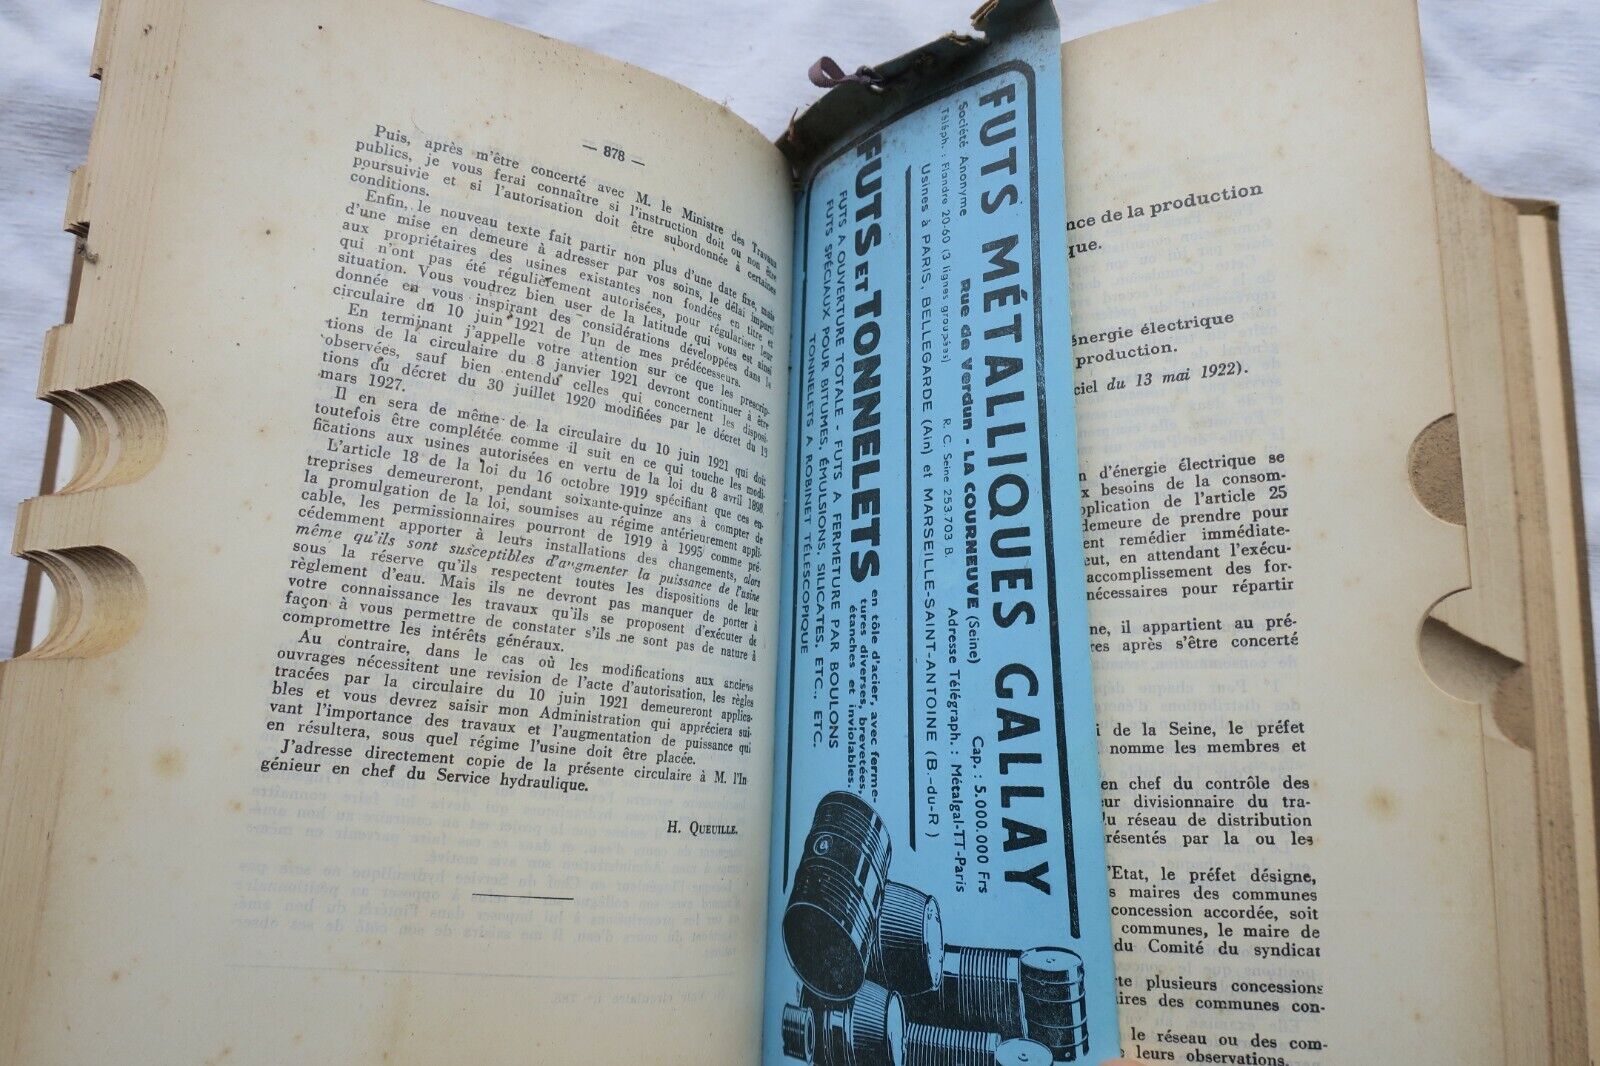 — 878 —
Puis, après m'être concerté avec M. le Ministre des Travaux
publics, je vous ferai connaître si l'instruction doit ou non être
poursuivie et si l'autorisation doit être subordonnée à certaines
conditions.
Enfin, le nouveau texte fait partir non plus d'une date fixe, mais
d'une mise en demeure à adresser par vos soins, le délai imparti
aux propriétaires des usines existantes non fondées en titre et
qui n'ont pas été régulièrement autorisées, pour régulariser leur
situation. Vous voudrez bien user de la latitude qui vous est ainsi
donnée en vous inspirant des considérations développées dans la
circulaire du 10 juin 1921 de l'un de mes prédécesseurs.
En terminant j'appelle votre attention sur ce que les prescrip-
tions de la circulaire du 8 janvier 1921 devront continuer à être
observées, sauf bien entendu celles qui concernent les disposi-
tions du décret du 30 juillet 1920 modifiées par le décret du 13
mars 1927.
Il en sera de même de la circulaire du 10 juin 1921 qui doit
toutefois être complétée comme il suit en ce qui touche les modi-
fications aux usines autorisées en vertu de la loi du 8 avril 1898.
L'article 18 de la loi du 16 octobre 1919 spécifiant que ces en-
treprises demeureront, pendant soixante-quinze ans à compter de
la promulgation de la loi, soumises au régime antérieurement appli-
cable, les permissionnaires pourront de 1919 à 1995 comme pré-
cédemment apporter à leurs installations des changements, alors
même qu'ils sont susceptibles d'augmenter la puissance de l'usine
sous la réserve qu'ils respectent toutes les dispositions de leur
règlement d'eau. Mais ils ne devront pas manquer de porter à
votre connaissance les travaux qu'ils se proposent d'exécuter de
façon à vous permettre de constater s'ils ne sont pas de nature à
compromettre les intérêts généraux.
Au contraire, dans le cas où les modifications aux anciens
ouvrages nécessitent une revision de l'acte d'autorisation, les règles
tracées par la circulaire du 10 juin 1921 demeureront applica-
bles et vous devrez saisir mon Administration qui appréciera sui-
vant l'importance des travaux et l'augmentation de puissance qui
en résultera, sous quel régime l'usine doit être placée.
J'adresse directement copie de la présente circulaire à M. l'In
génieur en chef du Service hydraulique.
H. QUEUILLE.
FUTS MÉTALLIQUES GALLAY
Société Anonyme
Cap. : 5.000.000 Frs
Rue de Verdun - LA COURNEUVE (Seine)
Téléph. : Flandre 20-60 (3 lignes groupées)
R. C. Seine 253.703 B.
Adresse Télégraph. : Métalgal-TT-Paris
Usines à PARIS, BELLEGARDE (Ain) et MARSEILLE-SAINT-ANTOINE (B.-du-R)
FUTS ET TONNELETS
en tôle d'acier, avec ferme-
tures diverses, brevetées,
étanches et inviolables.
FUTS A OUVERTURE TOTALE - FUTS A FERMETURE PAR BOULONS
FUTS SPÉCIAUX POUR BITUMES, ÉMULSIONS, SILICATES, ETC., ETC.
TONNELETS A ROBINET TÉLESCOPIQUE
nce de la production
que.
énergie électrique
production.
ciel du 13 mai 1922).
n d'énergie électrique se
x besoins de la consom-
pplication de l'article 25
demeure de prendre pour
ent remédier immédiate-
eut, en attendant l'exécu-
accomplissement des for-
nécessaires pour répartir
ne, il appartient au pré-
res après s'être concerté
i de la Seine, le préfet
nomme les membres et
en chef du contrôle des
eur divisionnaire du tra-
u réseau de distribution
résentés par la ou les
'Etat, le préfet désigne,
s maires des communes
concession accordée, soit
communes, le maire de
du Comité du syndicat
rte plusieurs concessions
ires des communes con-
le réseau ou des com-
leurs observations.